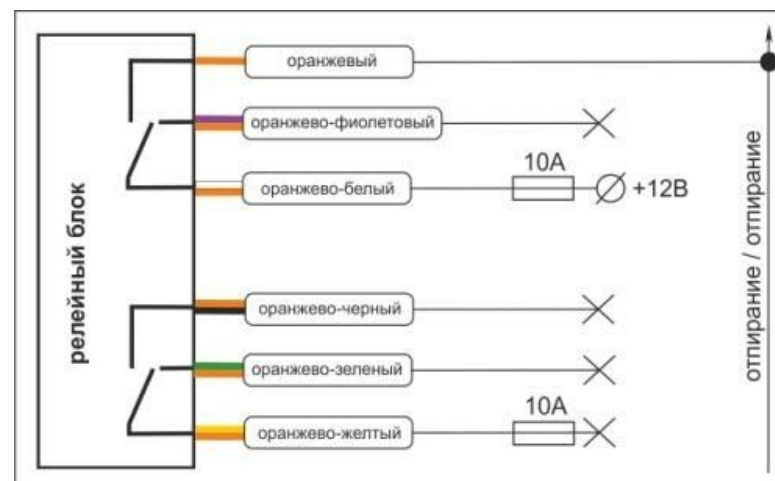 релейный блок
оранжевый
оранжево-фиолетовый
оранжево-белый
10А
+12В
оранжево-черный
оранжево-зеленый
оранжево-желтый
10А
отпирание / отпирание